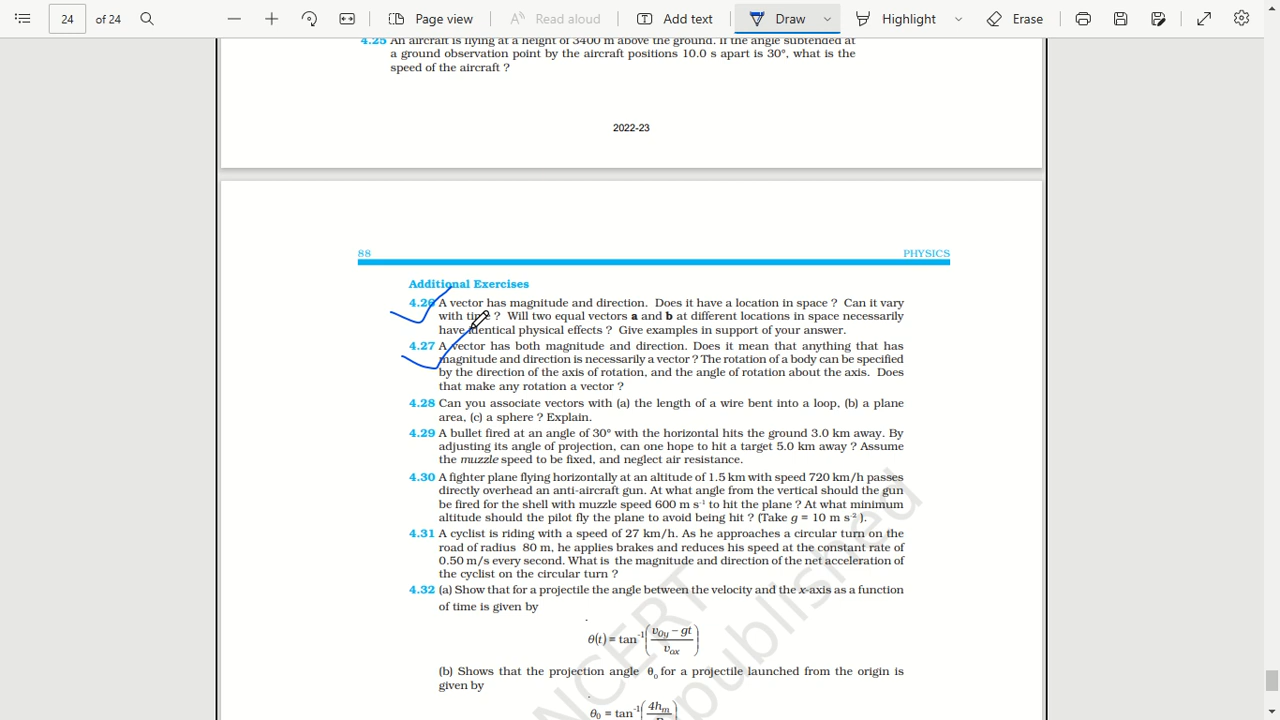 24 of 24 Page view Read aloud Add text Draw Highlight Erase
4.25 An aircraft is flying at a height of 3400 m above the ground. If the angle subtended at
a ground observation point by the aircraft positions 10.0 s apart is 30°, what is the
speed of the aircraft ?
2022-23
88 PHYSICS
Additional Exercises
4.26 A vector has magnitude and direction. Does it have a location in space ? Can it vary
with time ? Will two equal vectors a and b at different locations in space necessarily
have identical physical effects ? Give examples in support of your answer.
4.27 A vector has both magnitude and direction. Does it mean that anything that has
magnitude and direction is necessarily a vector ? The rotation of a body can be specified
by the direction of the axis of rotation, and the angle of rotation about the axis. Does
that make any rotation a vector ?
4.28 Can you associate vectors with (a) the length of a wire bent into a loop, (b) a plane
area, (c) a sphere ? Explain.
4.29 A bullet fired at an angle of 30° with the horizontal hits the ground 3.0 km away. By
adjusting its angle of projection, can one hope to hit a target 5.0 km away ? Assume
the muzzle speed to be fixed, and neglect air resistance.
4.30 A fighter plane flying horizontally at an altitude of 1.5 km with speed 720 km/h passes
directly overhead an anti-aircraft gun. At what angle from the vertical should the gun
be fired for the shell with muzzle speed 600 m s⁻¹ to hit the plane ? At what minimum
altitude should the pilot fly the plane to avoid being hit ? (Take g = 10 m s⁻² ).
4.31 A cyclist is riding with a speed of 27 km/h. As he approaches a circular turn on the
road of radius 80 m, he applies brakes and reduces his speed at the constant rate of
0.50 m/s every second. What is the magnitude and direction of the net acceleration of
the cyclist on the circular turn ?
4.32 (a) Show that for a projectile the angle between the velocity and the x-axis as a function
of time is given by
θ(t) = tan⁻¹((v₀y − gt)/vₒₓ)
(b) Shows that the projection angle θ₀ for a projectile launched from the origin is
given by
θ₀ = tan⁻¹(4hₘ/R)
NCERT
published